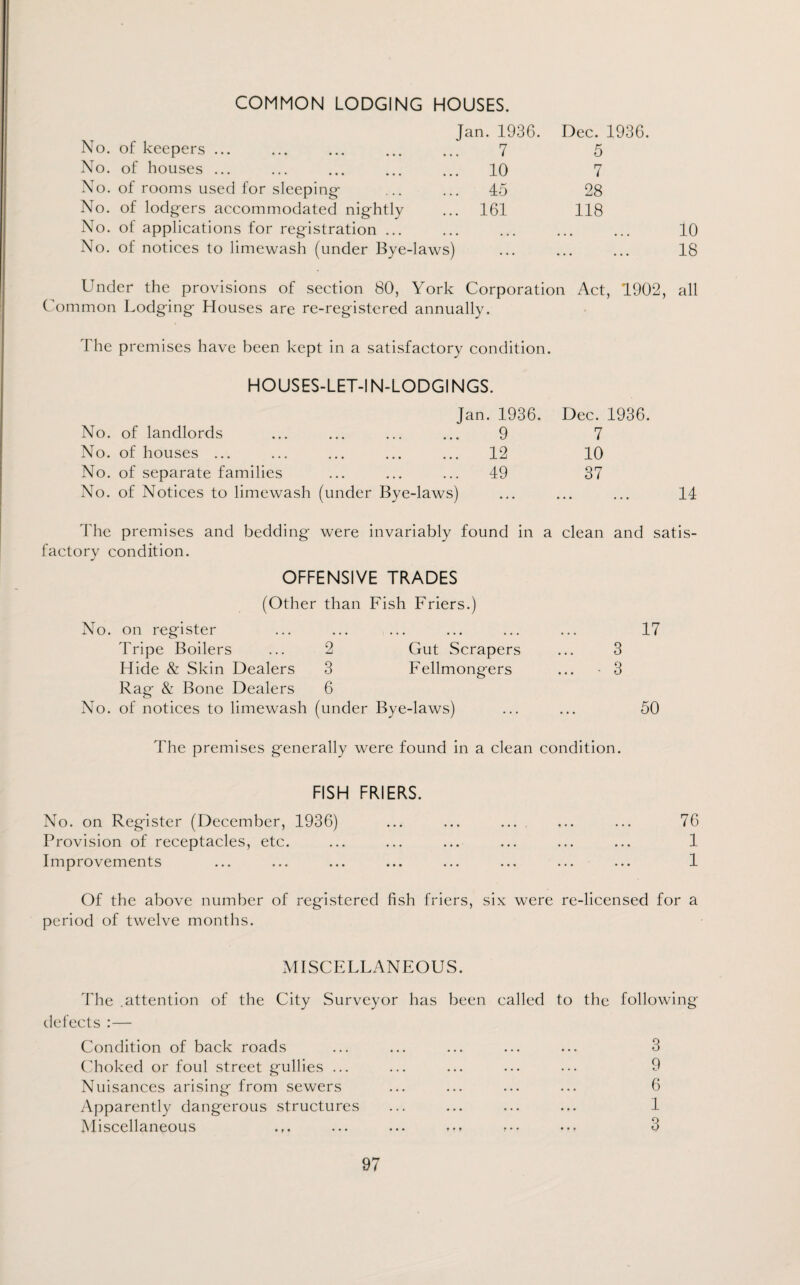 COMMON LODGING HOUSES.
Jan. 1936. Dec. 1936.
No. of keepers ... ... ... ... ... 7 5
No. of houses ... ... ... ... ... 10 7
No. of rooms used for sleeping ... ... 45 28
No. of lodgers accommodated nightly ... 161 118
No. of applications for registration ... ... ... ... ... 10
No. of notices to limewash (under Bye-laws) ... ... ... 18
Under the provisions of section 80, York Corporation Act, 1902, all
Common Lodging Houses are re-registered annually.
The premises have been kept in a satisfactory condition.
HOUSES-LET-IN-LODGINGS.
Jan. 1936. Dec. 1936.
No. of landlords ... ... ... ... 9 7
No. of houses ... ... ... ... ... 12 10
No. of separate families ... ... ... 49 37
No. of Notices to limewash (under Bye-laws) ... ... ... 14
The premises and bedding were invariably found in a clean and satis-
factory condition.
OFFENSIVE TRADES
(Other than Fish Friers.)
No. on register ... ... ... ... ... ... 17
Tripe Boilers ... 2 Gut Scrapers ... 3
Hide & Skin Dealers 3 Fellmongers ... 3
Rag & Bone Dealers 6
No. of notices to limewash (under Bye-laws) ... ... 50
The premises generally were found in a clean condition.
FISH FRIERS.
No. on Register (December, 1936) ... ... ... ... ... 76
Provision of receptacles, etc. ... ... ... ... ... ... 1
Improvements ... ... ... ... ... ... ... ... 1
Of the above number of registered fish friers, six were re-licensed for a
period of twelve months.
MISCELLANEOUS.
The attention of the City Surveyor has been called to the following
defects :—
Condition of back roads ... ... ... ... ... 3
Choked or foul street gullies ... ... ... ... ... 9
Nuisances arising from sewers ... ... ... ... 6
Apparently dangerous structures ... ... ... ... 1
Miscellaneous ... ... ... ... ... ... 3
97